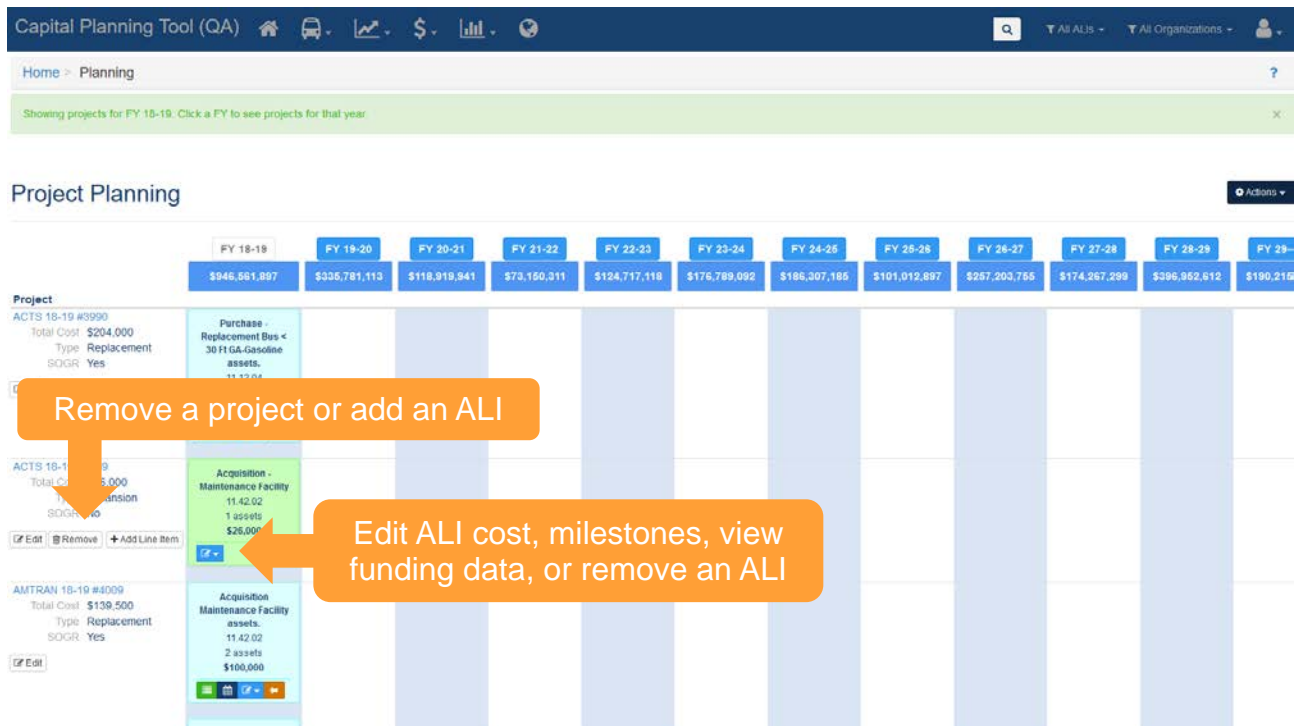 Capital Planning Tool (QA)
$
All ALIs
All Organizations
Home > Planning
?
Showing projects for FY 18-19. Click a FY to see projects for that year.
×
Project Planning
Actions
FY 18-19 FY 19-20 FY 20-21 FY 21-22 FY 22-23 FY 23-24 FY 24-25 FY 25-26 FY 26-27 FY 27-28 FY 28-29 FY 29-
$946,561,897 $335,781,113 $118,919,941 $73,150,311 $124,717,118 $176,789,092 $186,307,185 $101,012,897 $257,203,755 $174,267,299 $396,952,612 $190,215
Project
ACTS 18-19 #3990
Total Cost $204,000
Type Replacement
SOGR Yes
Purchase -
Replacement Bus <
30 Ft GA-Gasoline
assets.
Remove a project or add an ALI
ACTS 18-1
SOGR
Edit Remove + Add Line Item
Acquisition -
Maintenance Facility
11.42.02
1 assets
$26,000
Edit ALI cost, milestones, view
funding data, or remove an ALI
AMTRAN 18-19 #4009
Total Cost $139,500
Type Replacement
SOGR Yes
Edit
Acquisition
Maintenance Facility
assets.
11.42.02
2 assets
$100,000